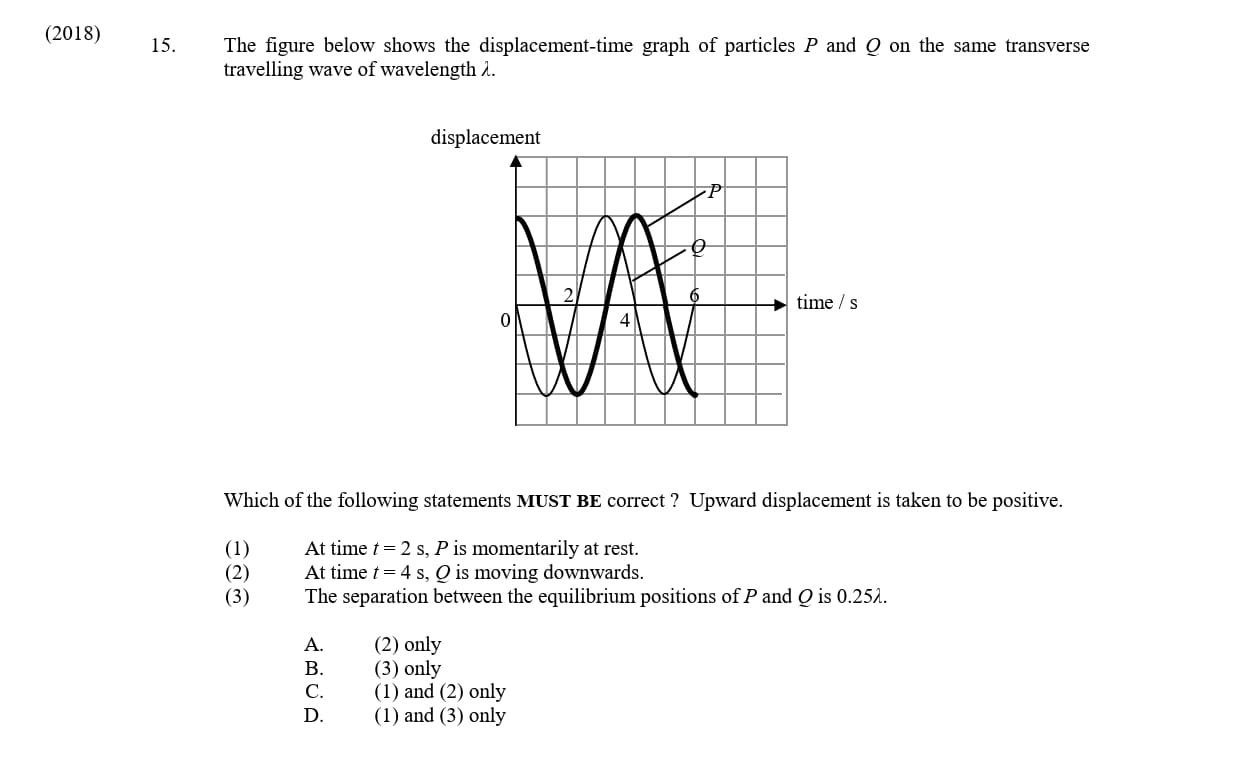 (2018)
15. The figure below shows the displacement-time graph of particles P and Q on the same transverse
travelling wave of wavelength λ.
displacement
P
Q
2
6
time / s
0
4
Which of the following statements MUST BE correct ? Upward displacement is taken to be positive.
(1) At time t = 2 s, P is momentarily at rest.
(2) At time t = 4 s, Q is moving downwards.
(3) The separation between the equilibrium positions of P and Q is 0.25λ.
A. (2) only
B. (3) only
C. (1) and (2) only
D. (1) and (3) only